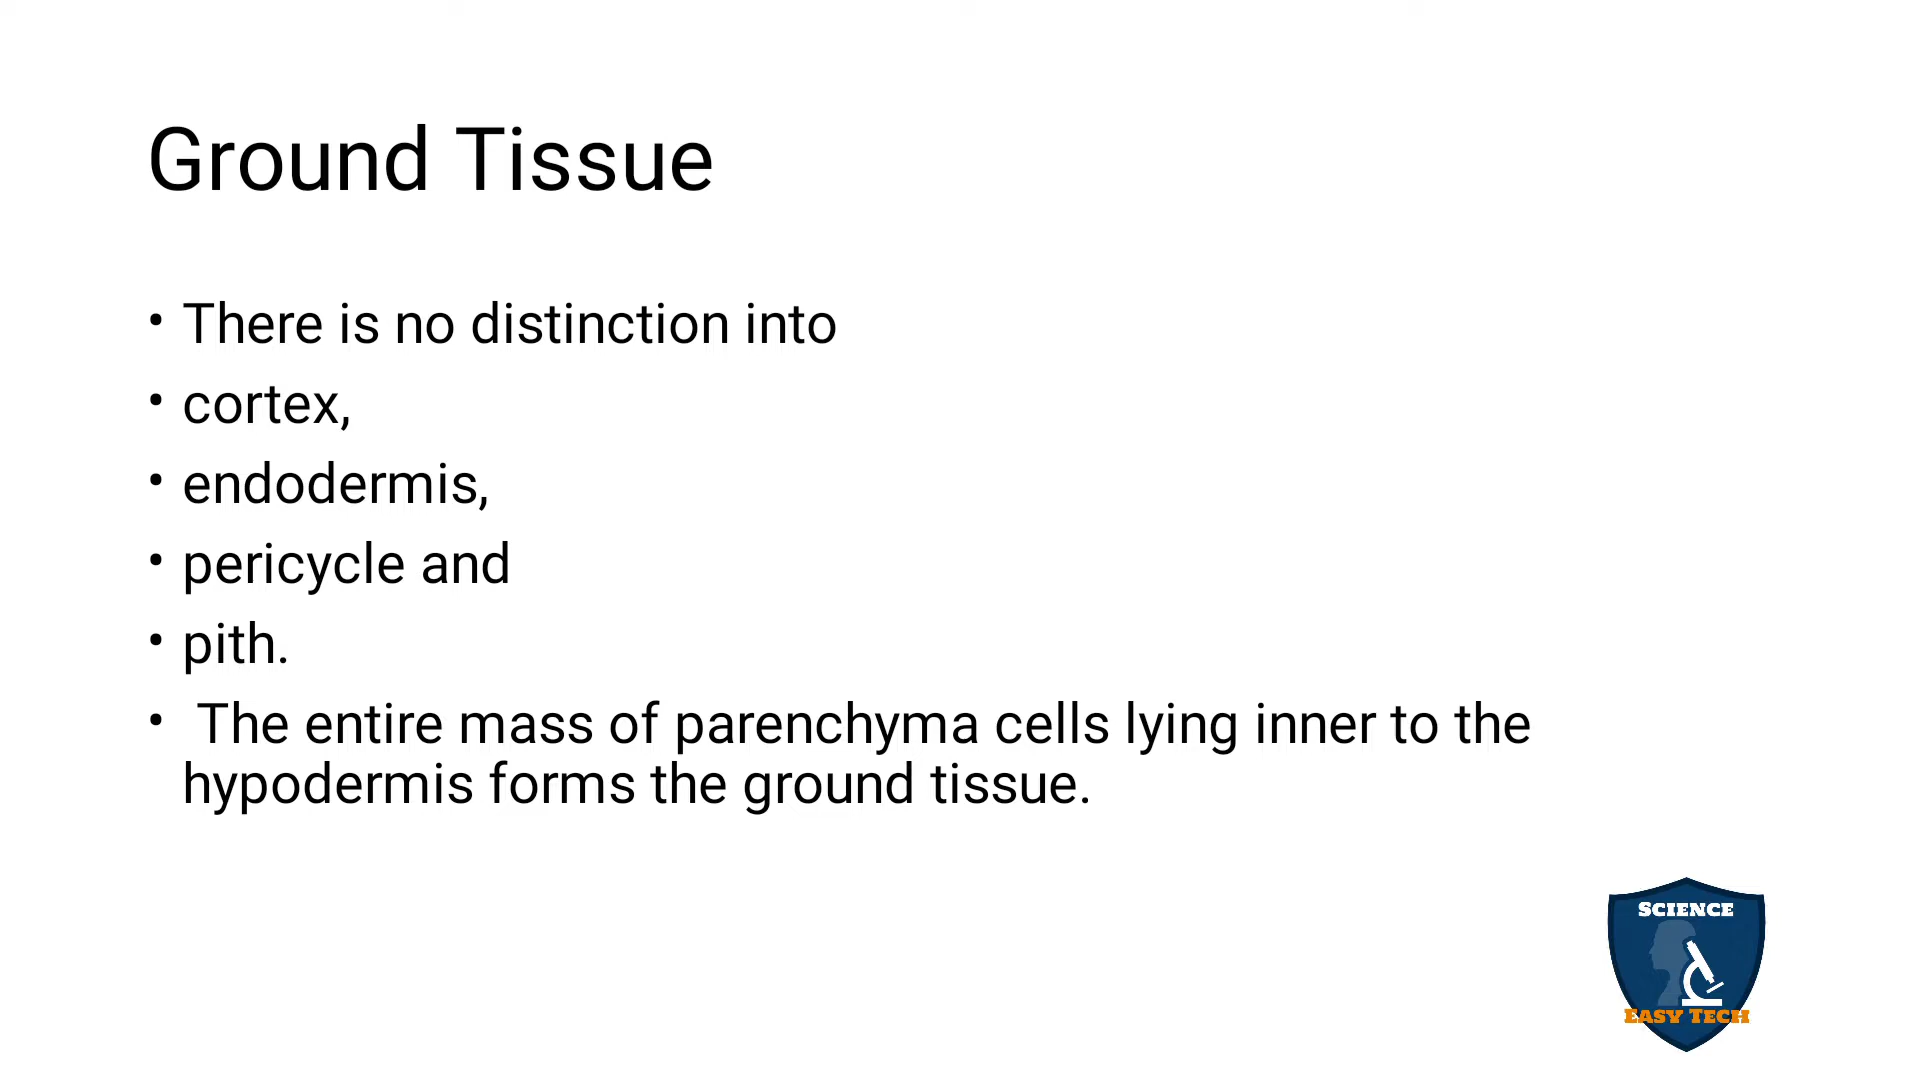 Ground Tissue
• There is no distinction into
• cortex,
• endodermis,
• pericycle and
• pith.
• The entire mass of parenchyma cells lying inner to the
hypodermis forms the ground tissue.
SCIENCE
EASY TECH